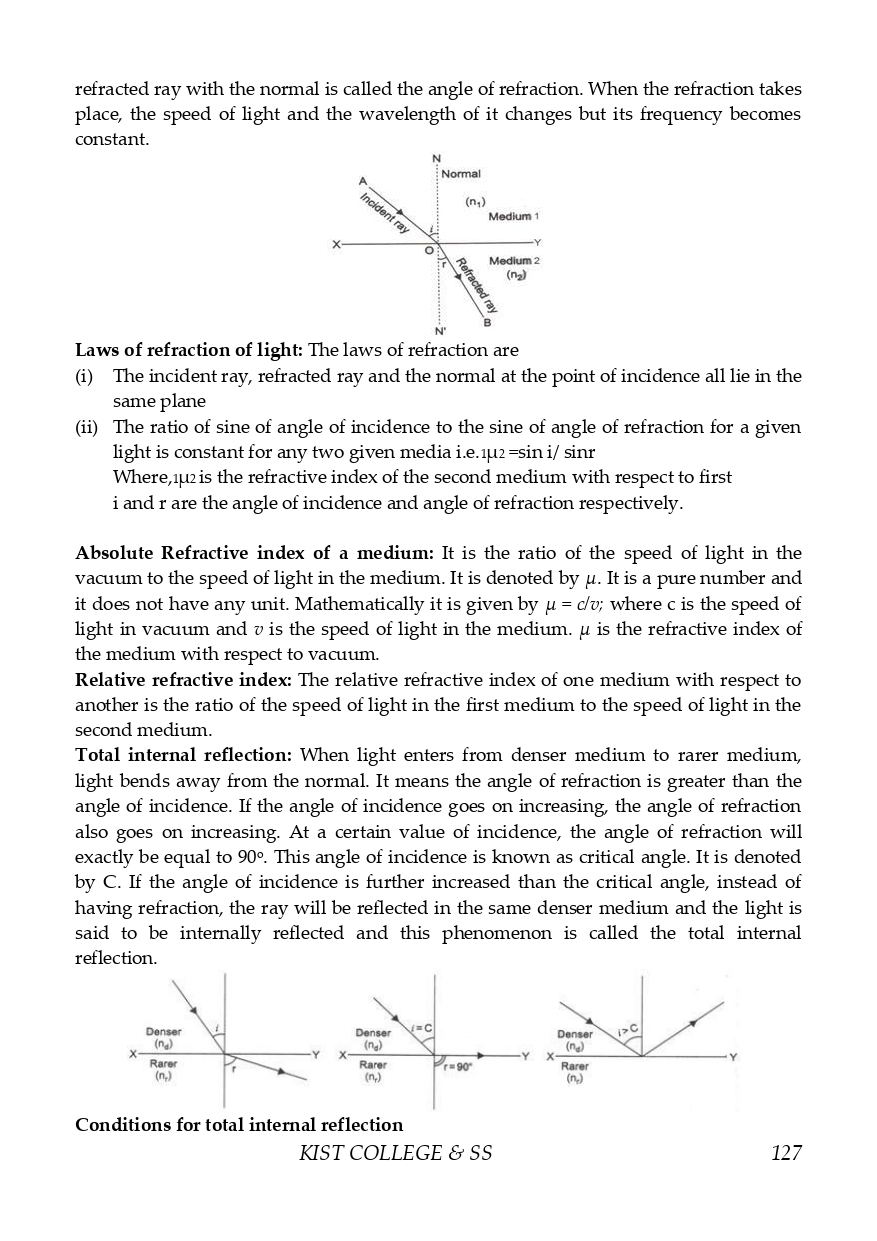 refracted ray with the normal is called the angle of refraction. When the refraction takes
place, the speed of light and the wavelength of it changes but its frequency becomes
constant.
N
Normal
A
Incident ray
(n₁)
Medium 1
i
X
Y
O
r
Medium 2
(n₂)
Refracted ray
B
N'
Laws of refraction of light: The laws of refraction are
(i) The incident ray, refracted ray and the normal at the point of incidence all lie in the
same plane
(ii) The ratio of sine of angle of incidence to the sine of angle of refraction for a given
light is constant for any two given media i.e.1μ2 =sin i/ sinr
Where,1μ2 is the refractive index of the second medium with respect to first
i and r are the angle of incidence and angle of refraction respectively.
Absolute Refractive index of a medium: It is the ratio of the speed of light in the
vacuum to the speed of light in the medium. It is denoted by μ. It is a pure number and
it does not have any unit. Mathematically it is given by μ = c/v; where c is the speed of
light in vacuum and v is the speed of light in the medium. μ is the refractive index of
the medium with respect to vacuum.
Relative refractive index: The relative refractive index of one medium with respect to
another is the ratio of the speed of light in the first medium to the speed of light in the
second medium.
Total internal reflection: When light enters from denser medium to rarer medium,
light bends away from the normal. It means the angle of refraction is greater than the
angle of incidence. If the angle of incidence goes on increasing, the angle of refraction
also goes on increasing. At a certain value of incidence, the angle of refraction will
exactly be equal to 90º. This angle of incidence is known as critical angle. It is denoted
by C. If the angle of incidence is further increased than the critical angle, instead of
having refraction, the ray will be reflected in the same denser medium and the light is
said to be internally reflected and this phenomenon is called the total internal
reflection.
Denser
(n_d)
i
X
Y
Rarer
(n_r)
r
Denser
(n_d)
i=C
X
Y
Rarer
(n_r)
r=90°
Denser
(n_d)
i>C
X
Y
Rarer
(n_r)
Conditions for total internal reflection
KIST COLLEGE & SS 127